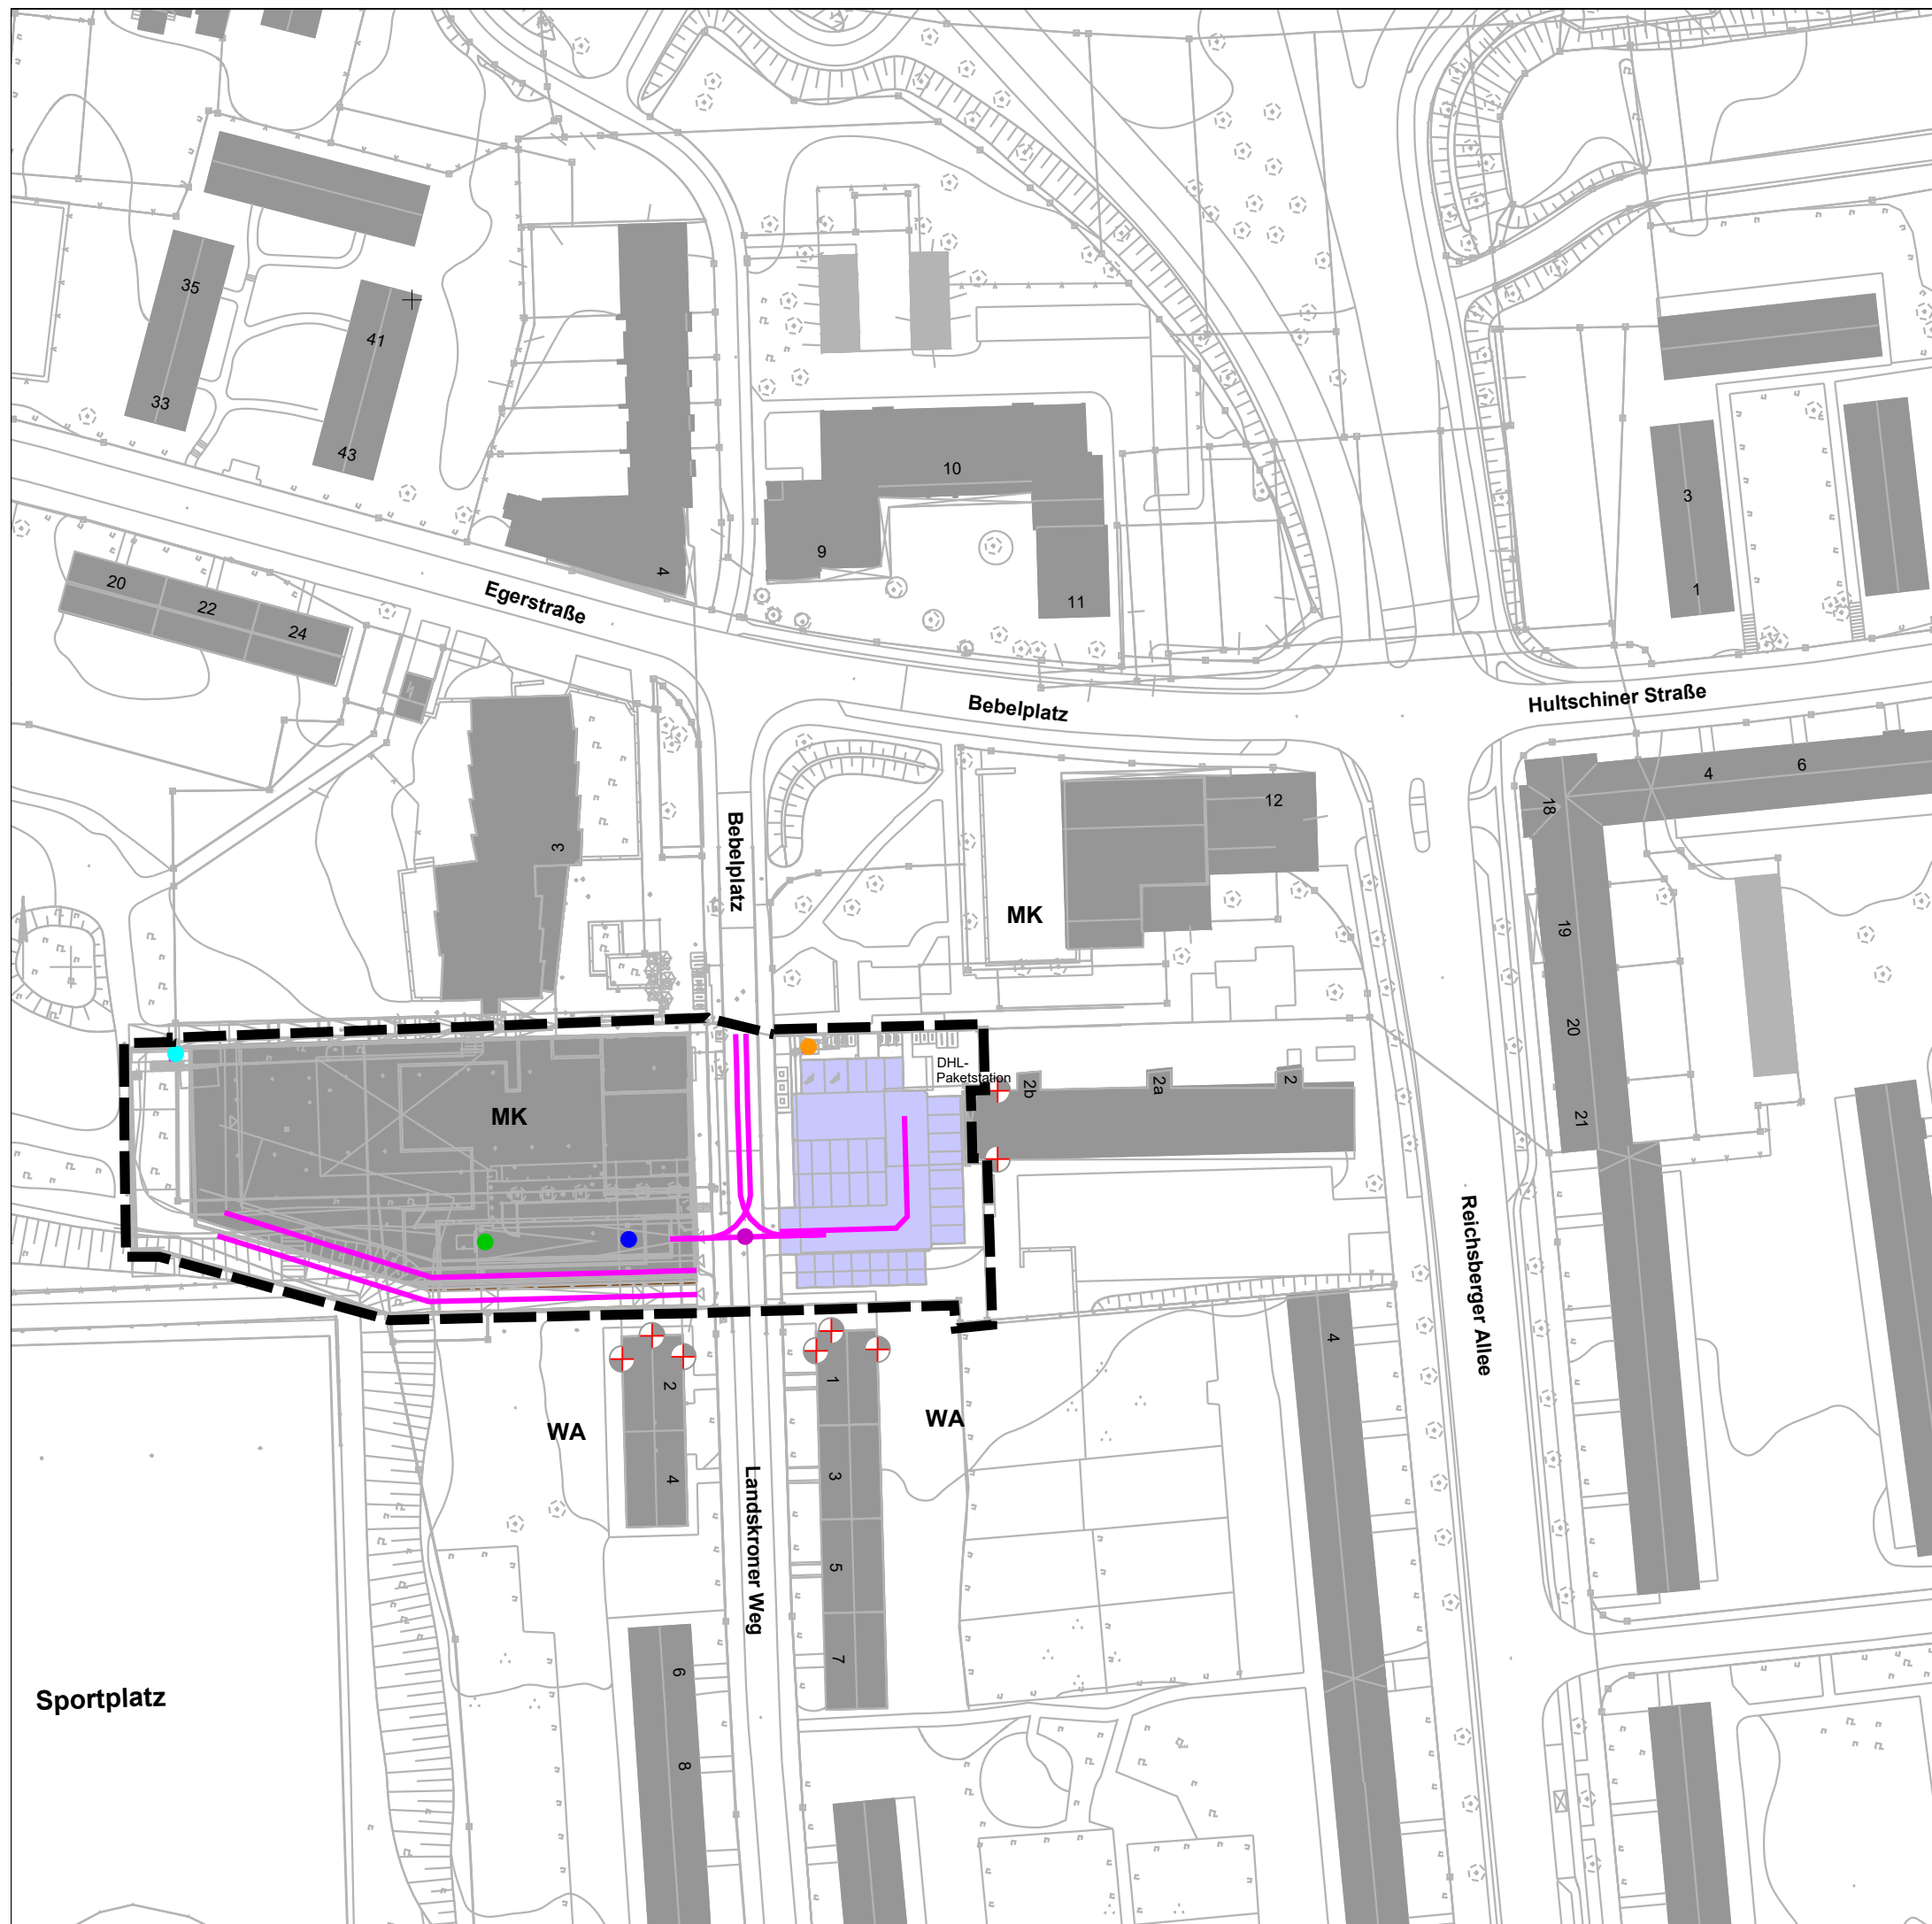 35
41
33
43
10
9
11
4
3
1
20
22
24
Egerstraße
Bebelplatz
Hultschiner Straße
4
6
18
12
3
Bebelplatz
MK
19
20
21
DHL-
Paketstation
2b
2a
2
MK
Reichsberger Allee
4
2
4
1
3
5
7
WA
WA
Landskroner Weg
6
8
Sportplatz